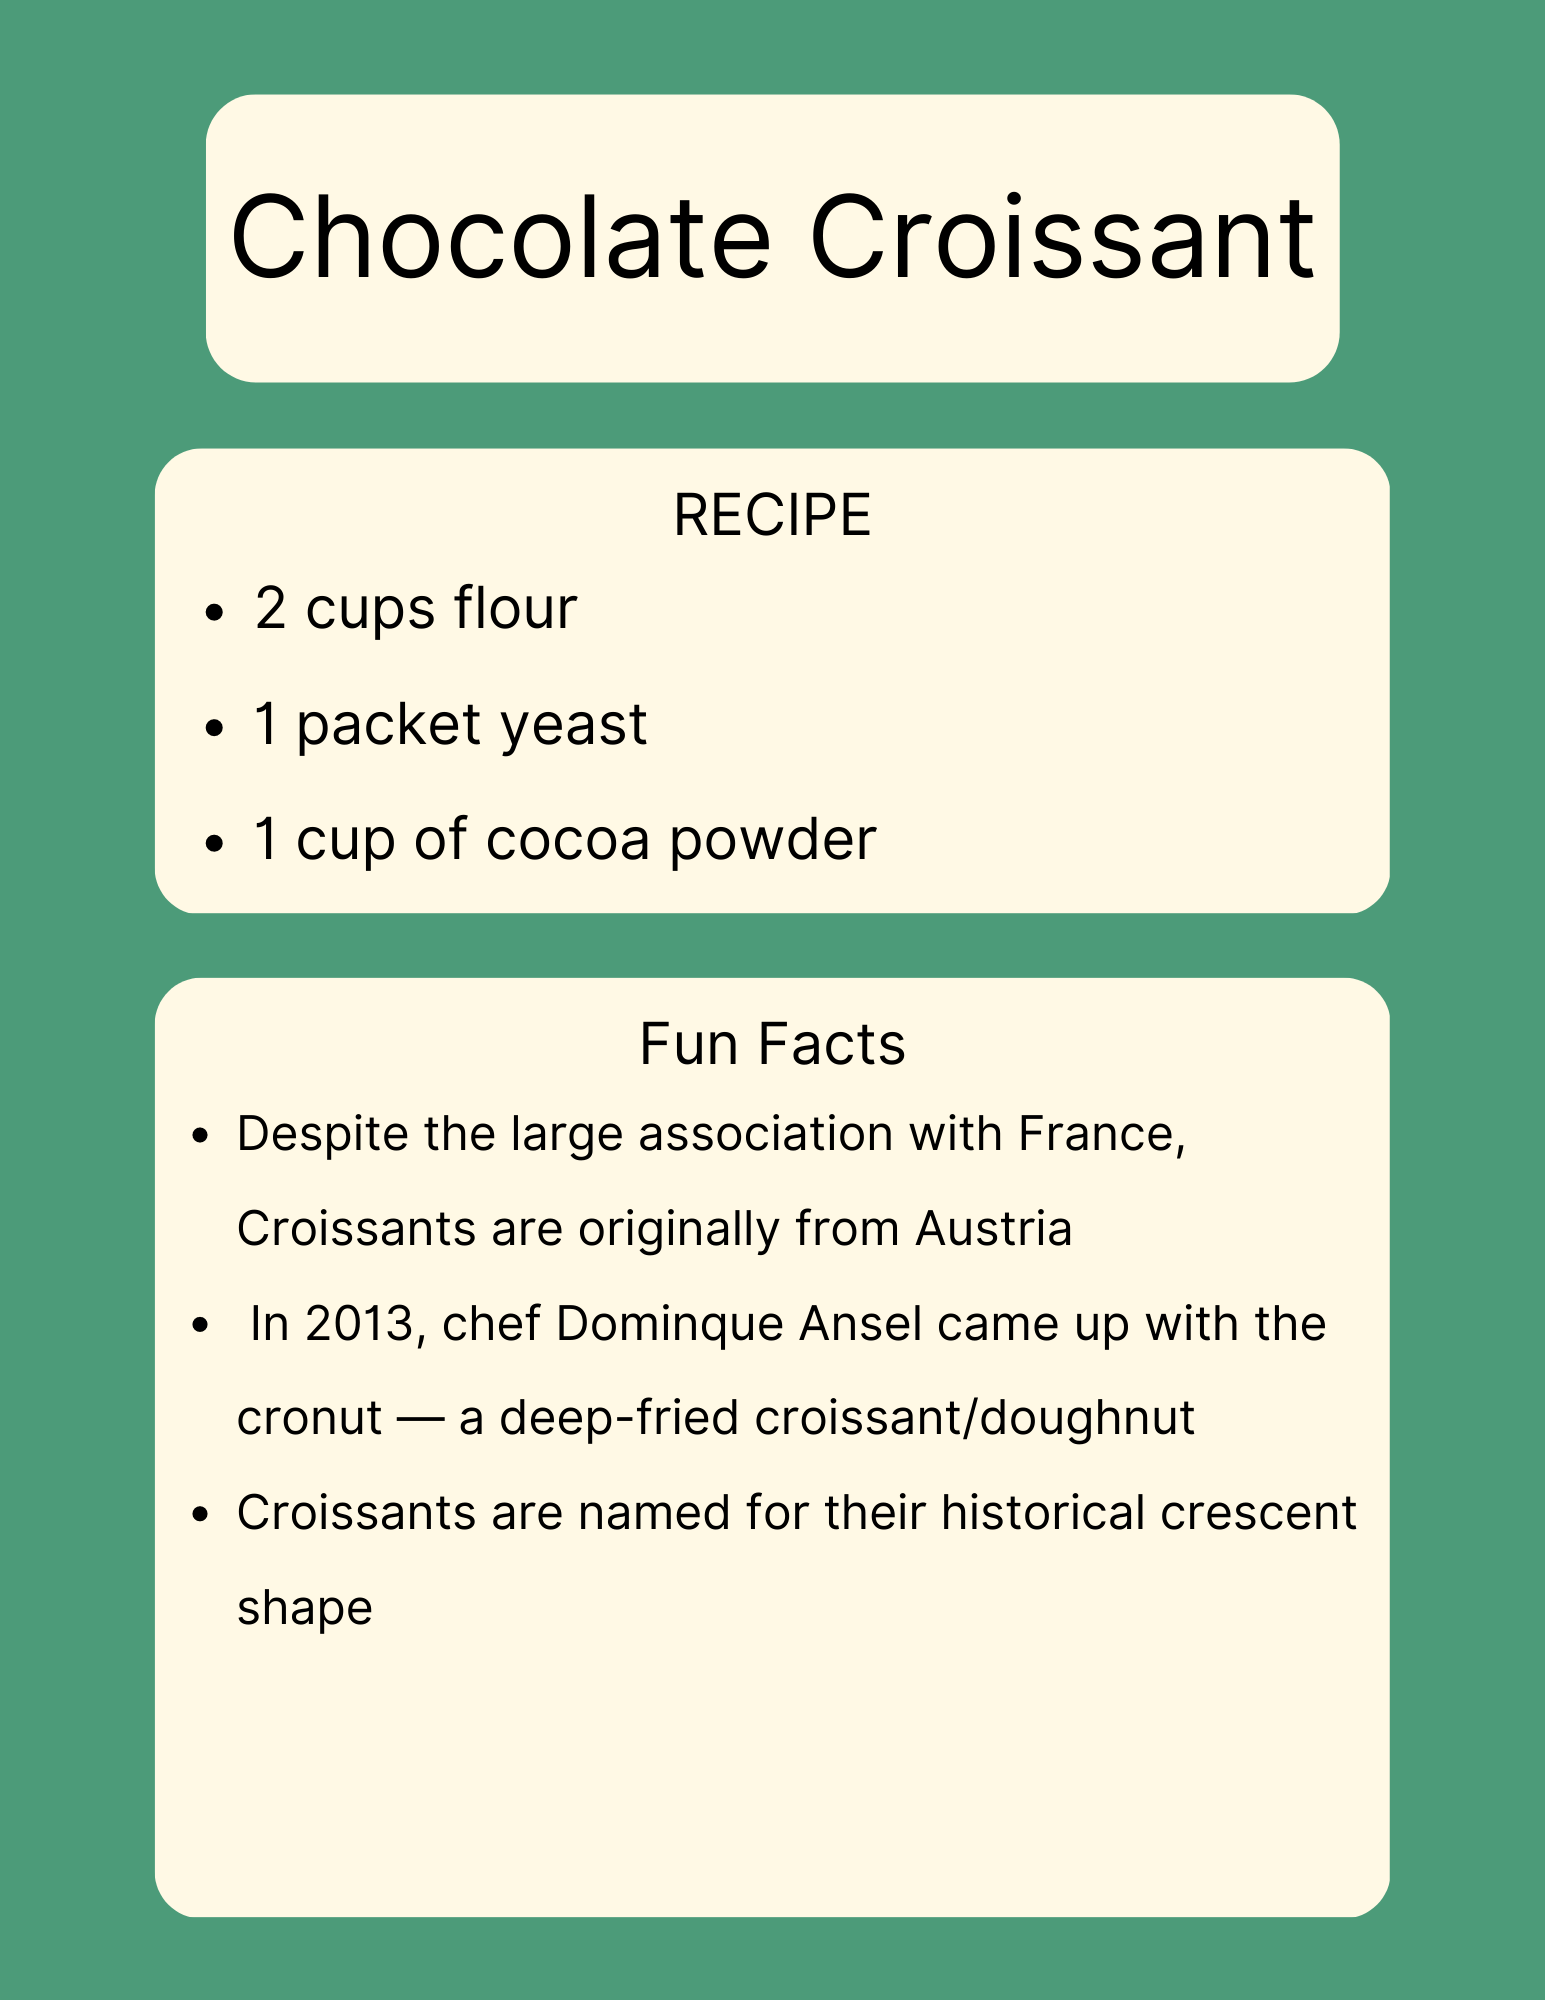 Chocolate Croissant
RECIPE
• 2 cups flour
• 1 packet yeast
• 1 cup of cocoa powder
Fun Facts
• Despite the large association with France,
Croissants are originally from Austria
• In 2013, chef Dominque Ansel came up with the
cronut — a deep-fried croissant/doughnut
• Croissants are named for their historical crescent
shape